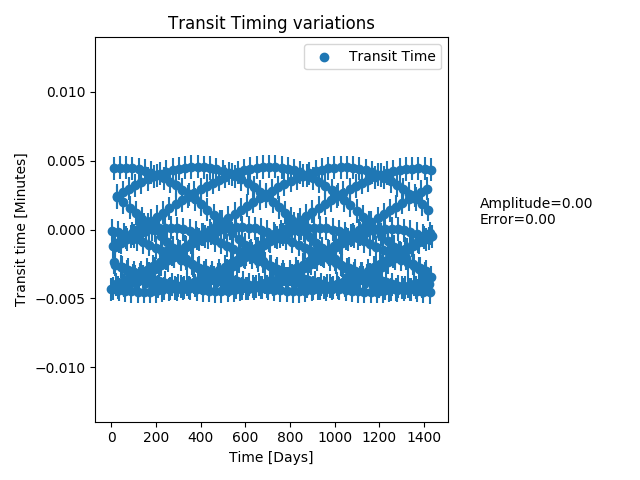 Transit Timing variations
Transit Time
0.010
0.005
0.000
−0.005
−0.010
Transit time [Minutes]
0 200 400 600 800 1000 1200 1400
Time [Days]
Amplitude=0.00
Error=0.00